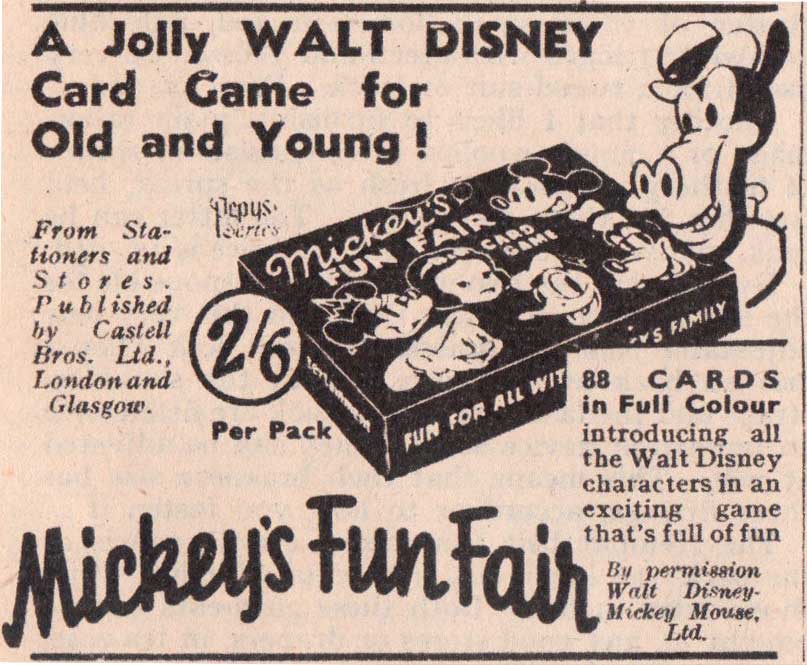 A Jolly WALT DISNEY
Card Game for
Old and Young!
Pepys
Series
From Sta-
tioners and
Stores.
Published
by Castell
Bros. Ltd.,
London and
Glasgow.
Mickey's
FUN FAIR
CARD
GAME
2/6
Per Pack
FUN FOR ALL WIT
'S FAMILY
88 CARDS
in Full Colour
introducing all
the Walt Disney
characters in an
exciting game
that's full of fun
By permission
Walt Disney-
Mickey Mouse,
Ltd.
Mickey's Fun Fair